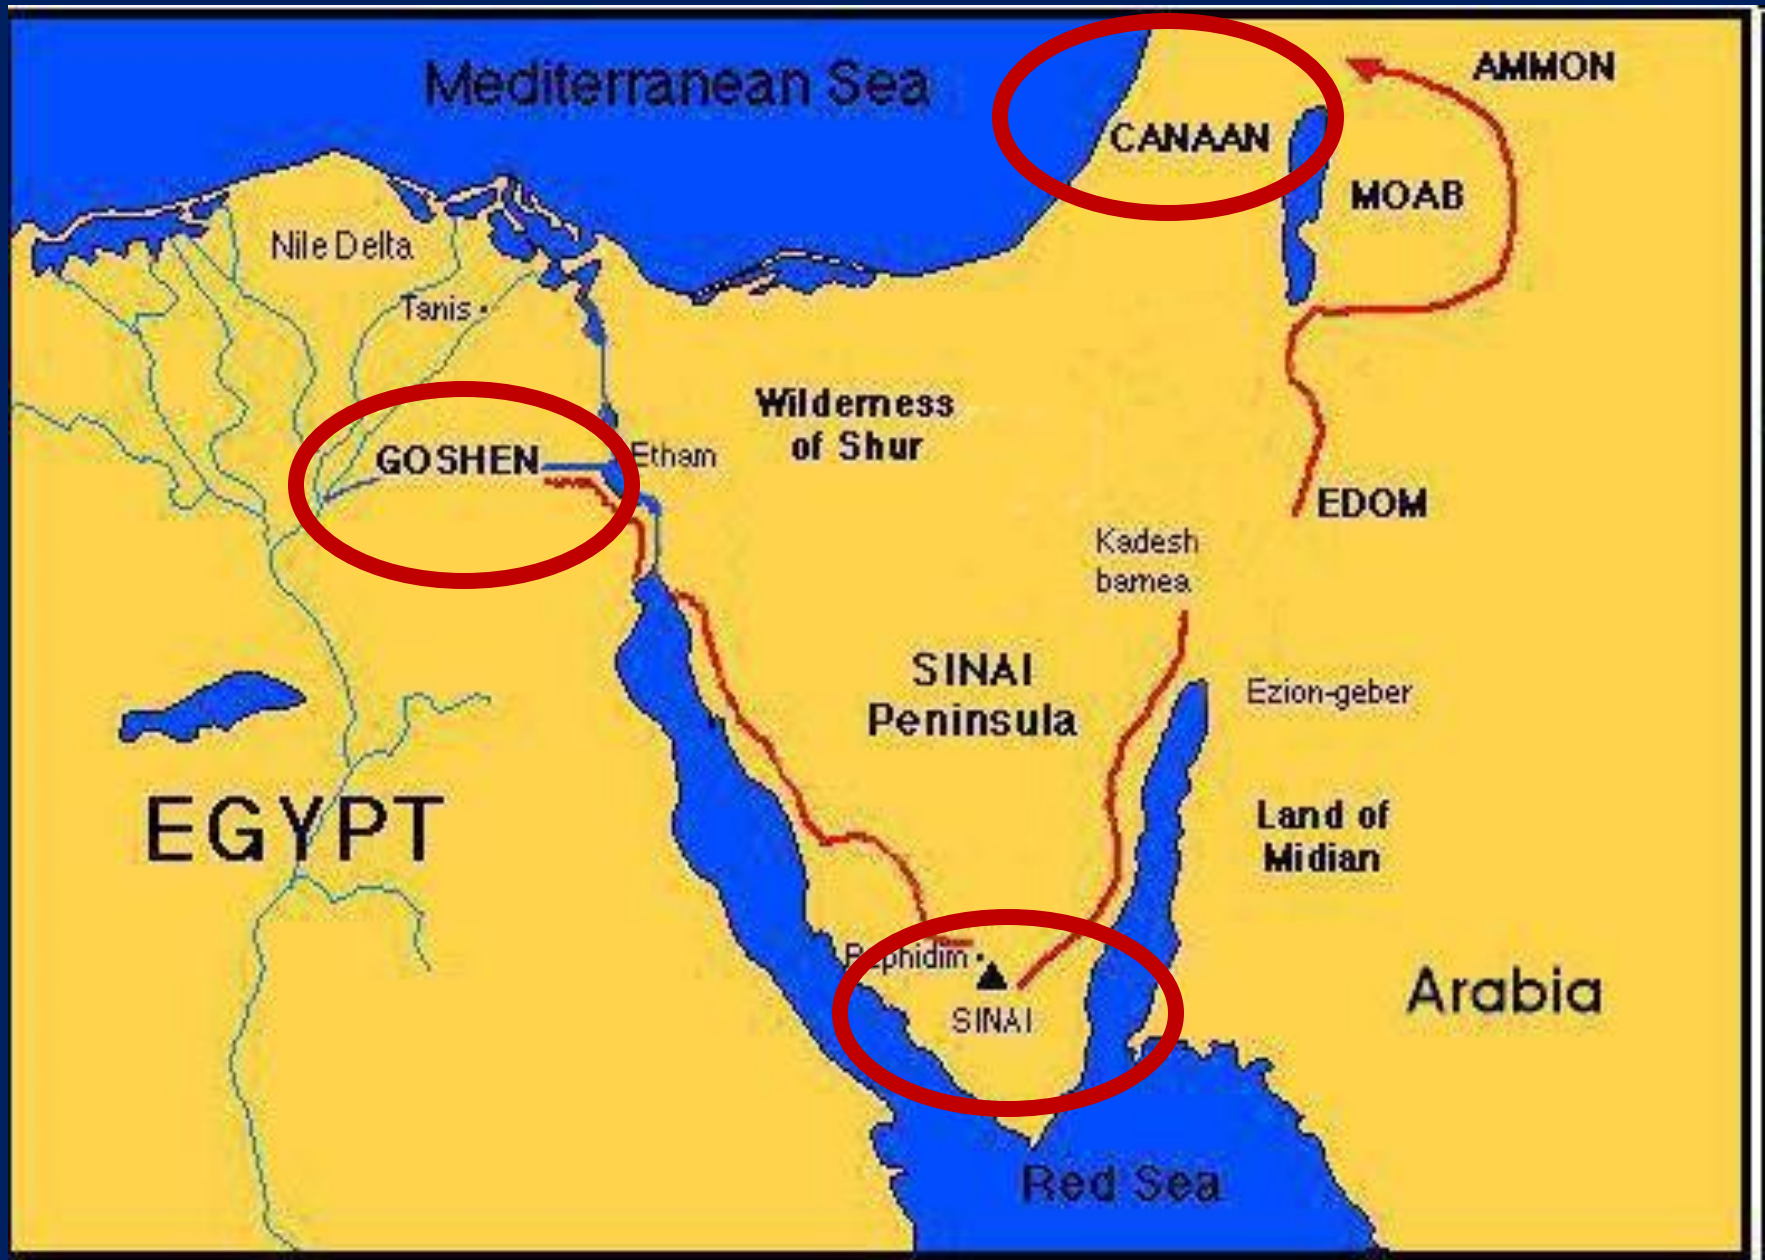 Mediterranean Sea
AMMON
CANAAN
MOAB
Nile Delta
Tanis
Wilderness
of Shur
GOSHEN
Etham
EDOM
Kadesh
barnea
SINAI
Peninsula
Ezion-geber
EGYPT
Land of
Midian
Rephidim
SINAI
Arabia
Red Sea